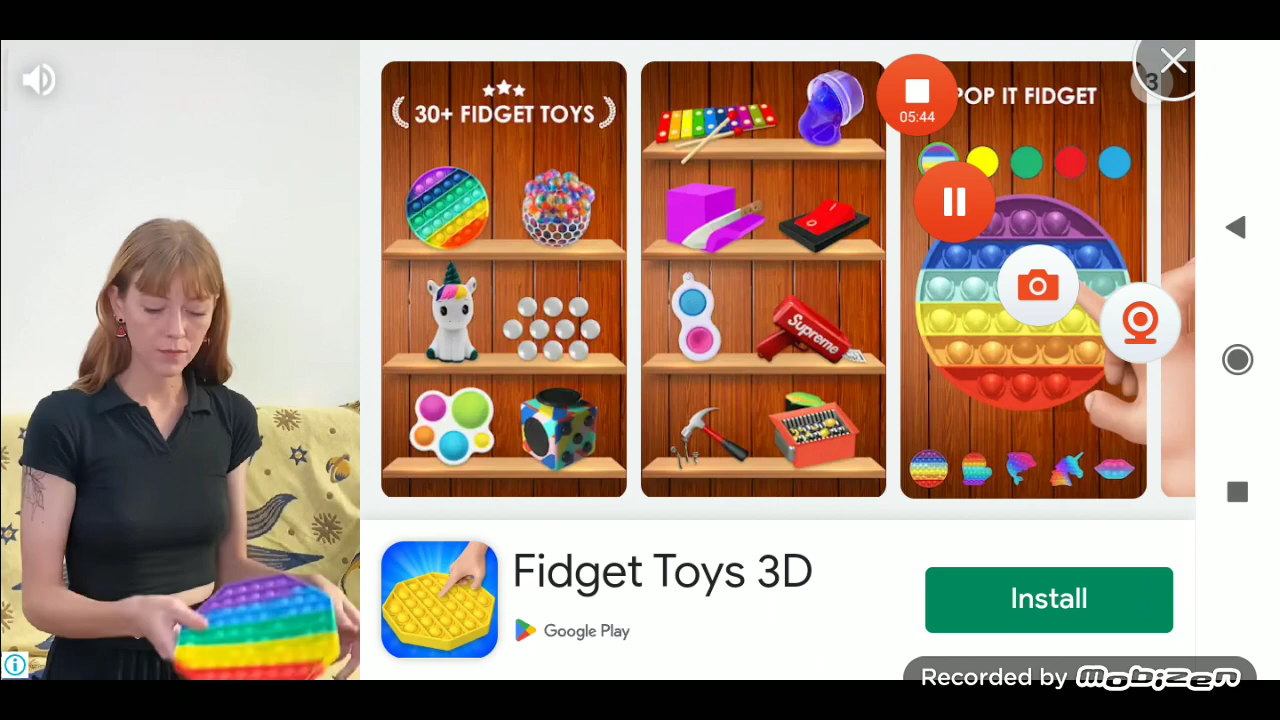 30+ FIDGET TOYS
Supreme
POP IT FIDGET
3
05:44
Fidget Toys 3D
Google Play
Install
Recorded by mobizen